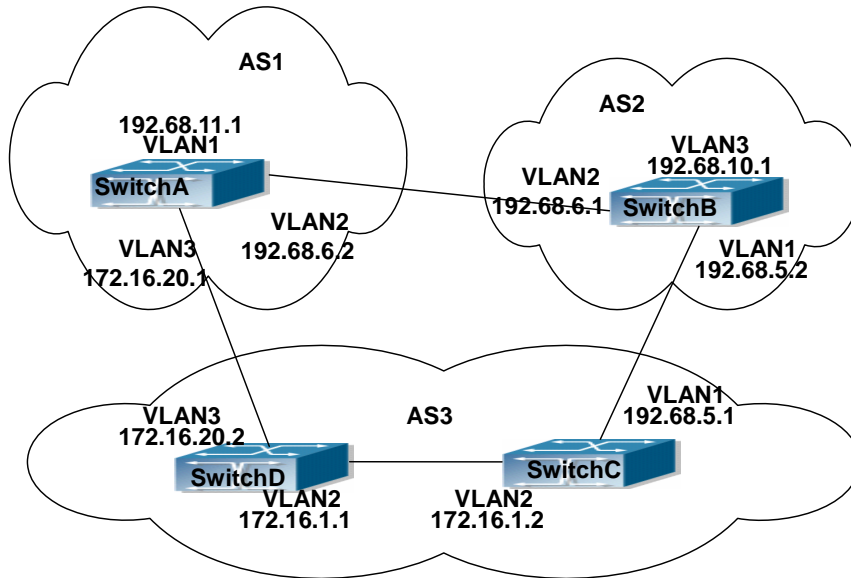 AS1
192.68.11.1
VLAN1
SwitchA
VLAN2
192.68.6.2
VLAN3
172.16.20.1
AS2
VLAN3
192.68.10.1
VLAN2
192.68.6.1
SwitchB
VLAN1
192.68.5.2
AS3
VLAN3
172.16.20.2
SwitchD
VLAN2
172.16.1.1
VLAN1
192.68.5.1
SwitchC
VLAN2
172.16.1.2